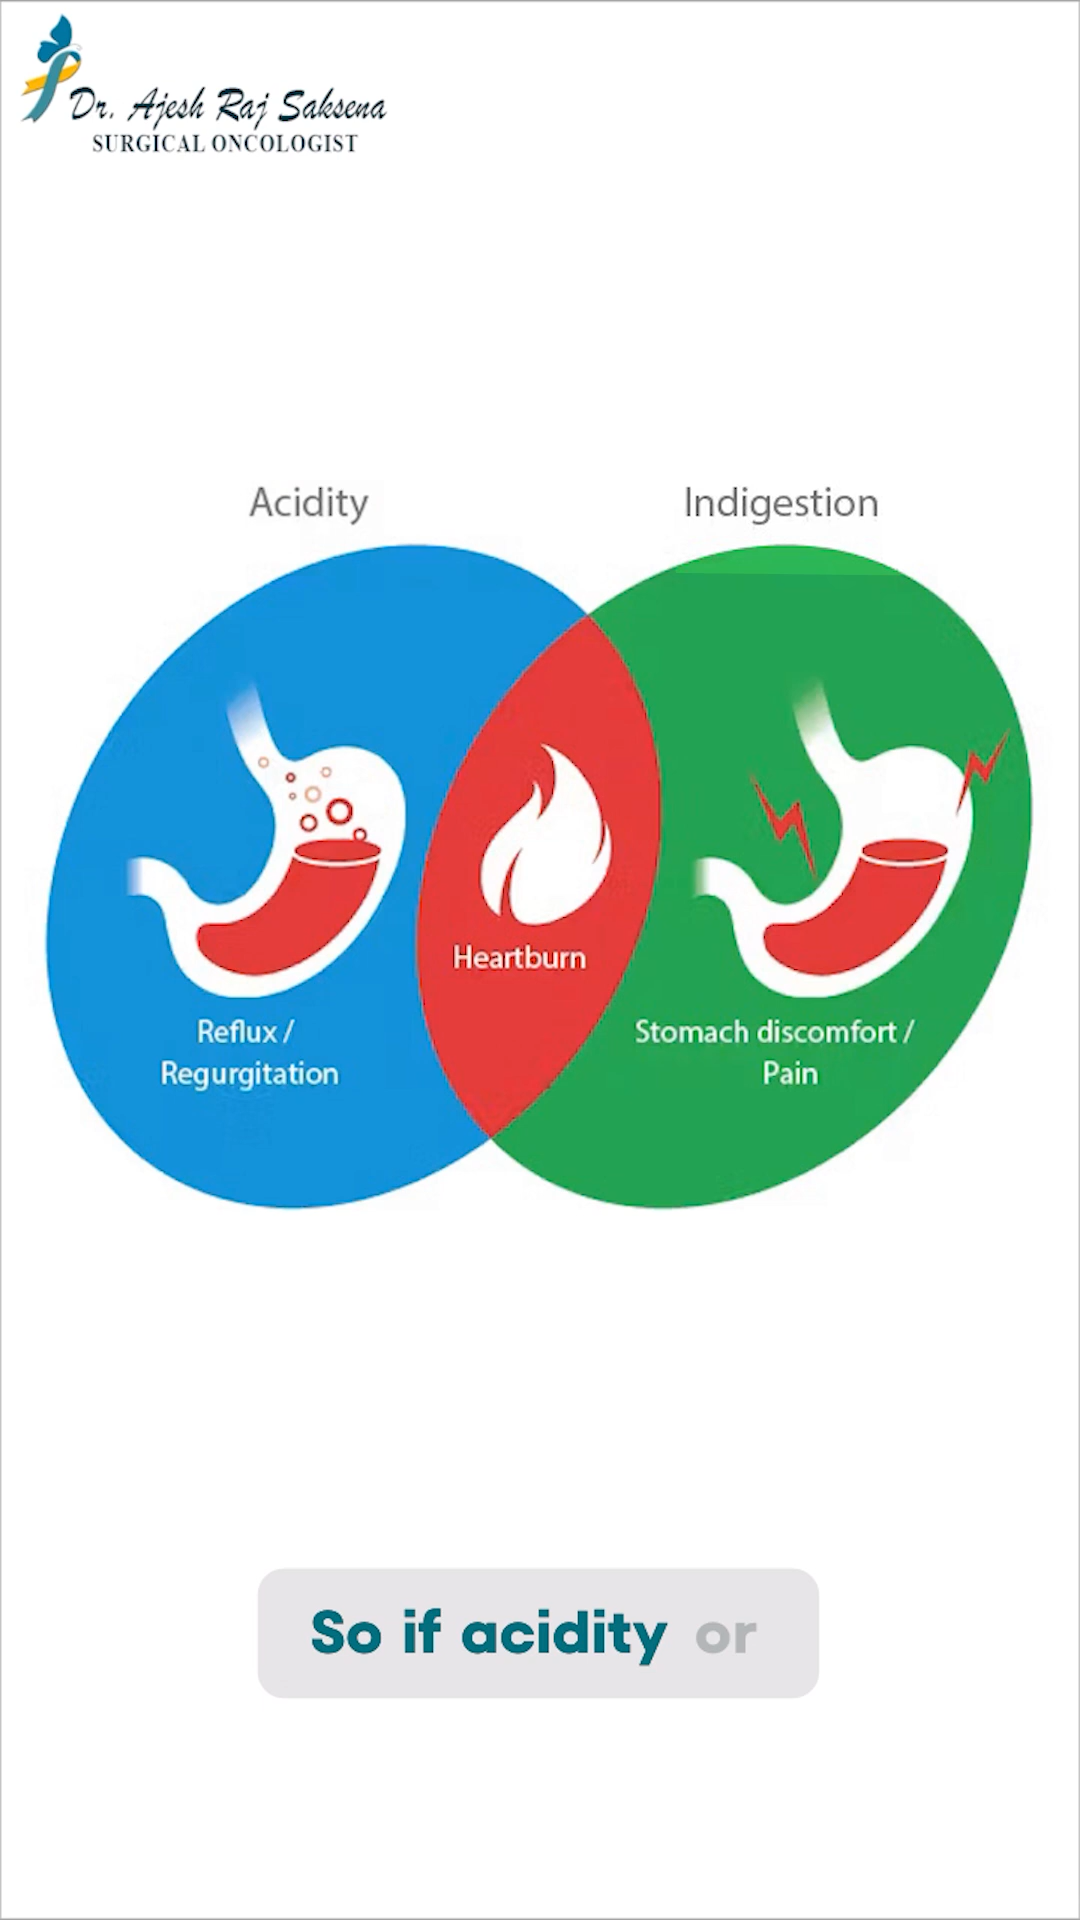 Dr. Ajesh Raj Saksena
SURGICAL ONCOLOGIST
Acidity
Indigestion
Heartburn
Reflux /
Regurgitation
Stomach discomfort /
Pain
So if acidity or